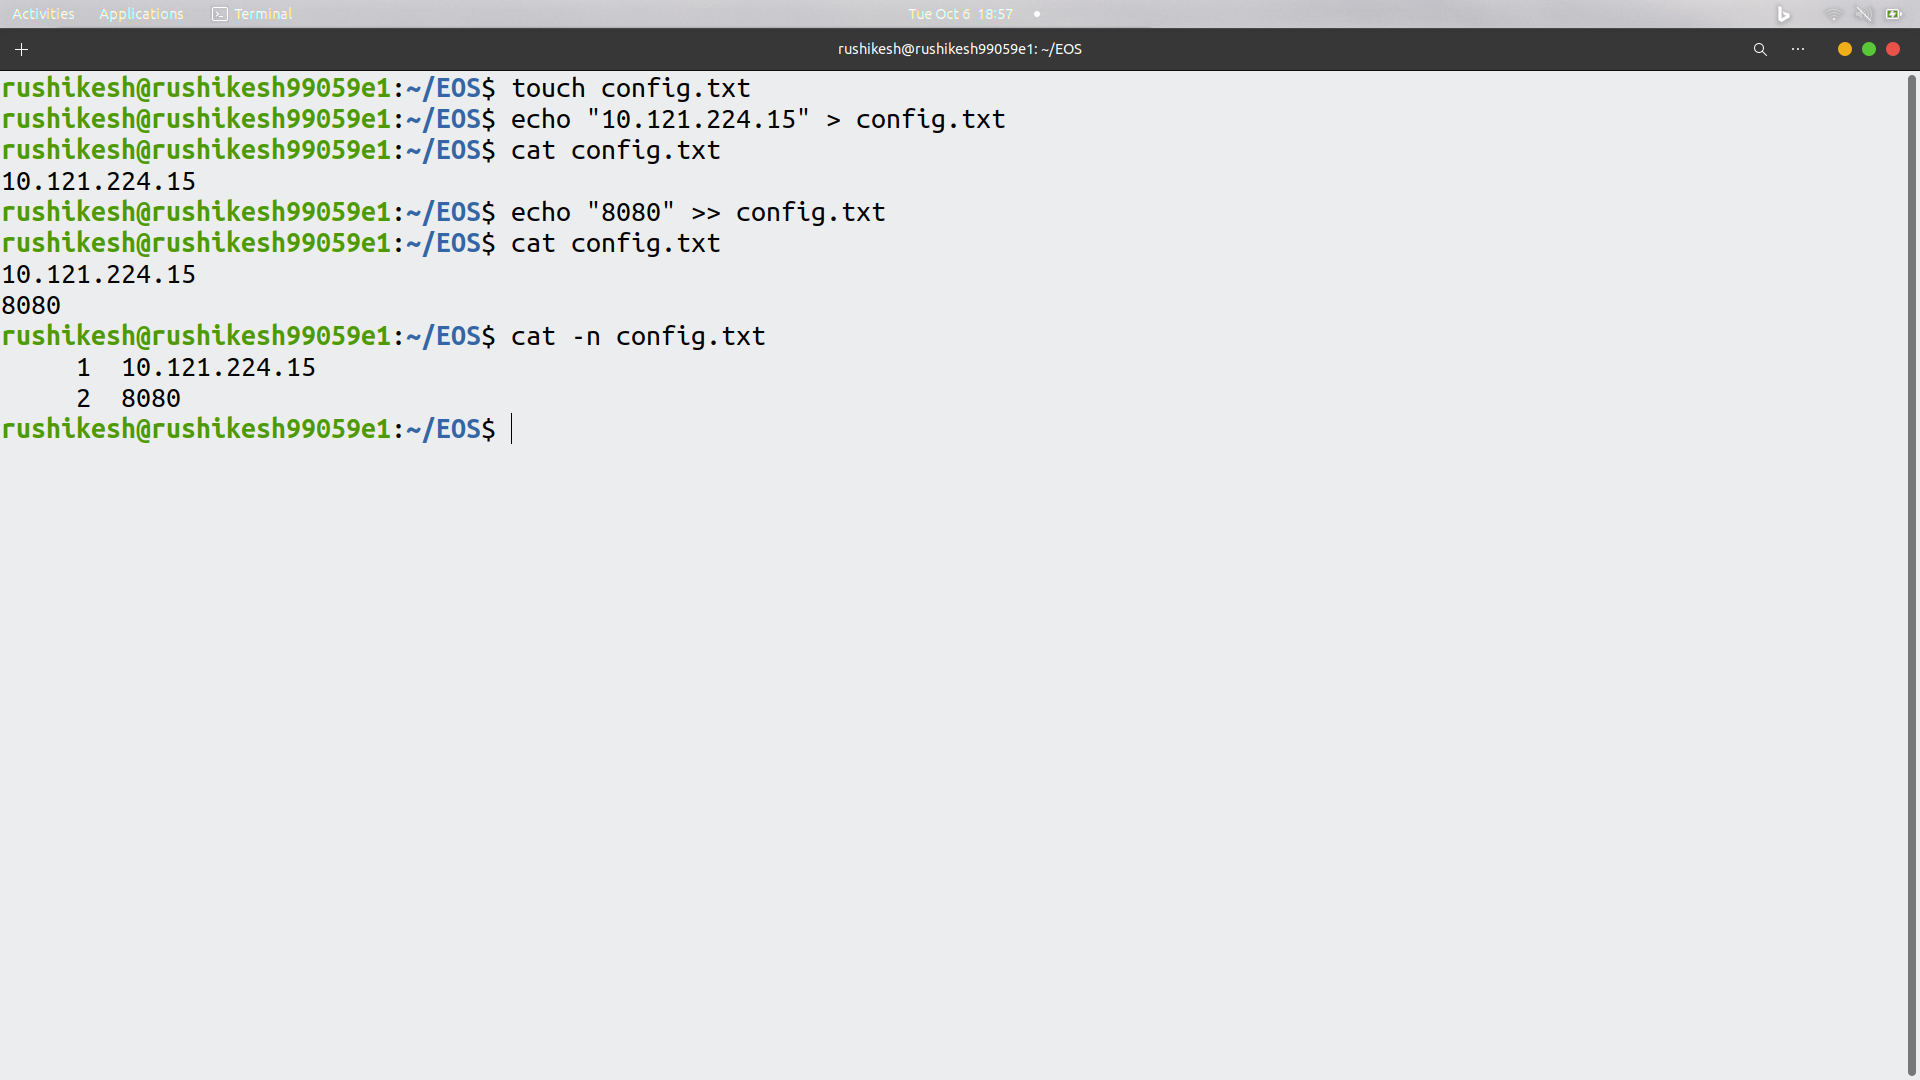 Activities Applications Terminal Tue Oct 6 18:57
rushikesh@rushikesh99059e1: ~/EOS
rushikesh@rushikesh99059e1:~/EOS$ touch config.txt
rushikesh@rushikesh99059e1:~/EOS$ echo "10.121.224.15" > config.txt
rushikesh@rushikesh99059e1:~/EOS$ cat config.txt
10.121.224.15
rushikesh@rushikesh99059e1:~/EOS$ echo "8080" >> config.txt
rushikesh@rushikesh99059e1:~/EOS$ cat config.txt
10.121.224.15
8080
rushikesh@rushikesh99059e1:~/EOS$ cat -n config.txt
     1  10.121.224.15
     2  8080
rushikesh@rushikesh99059e1:~/EOS$